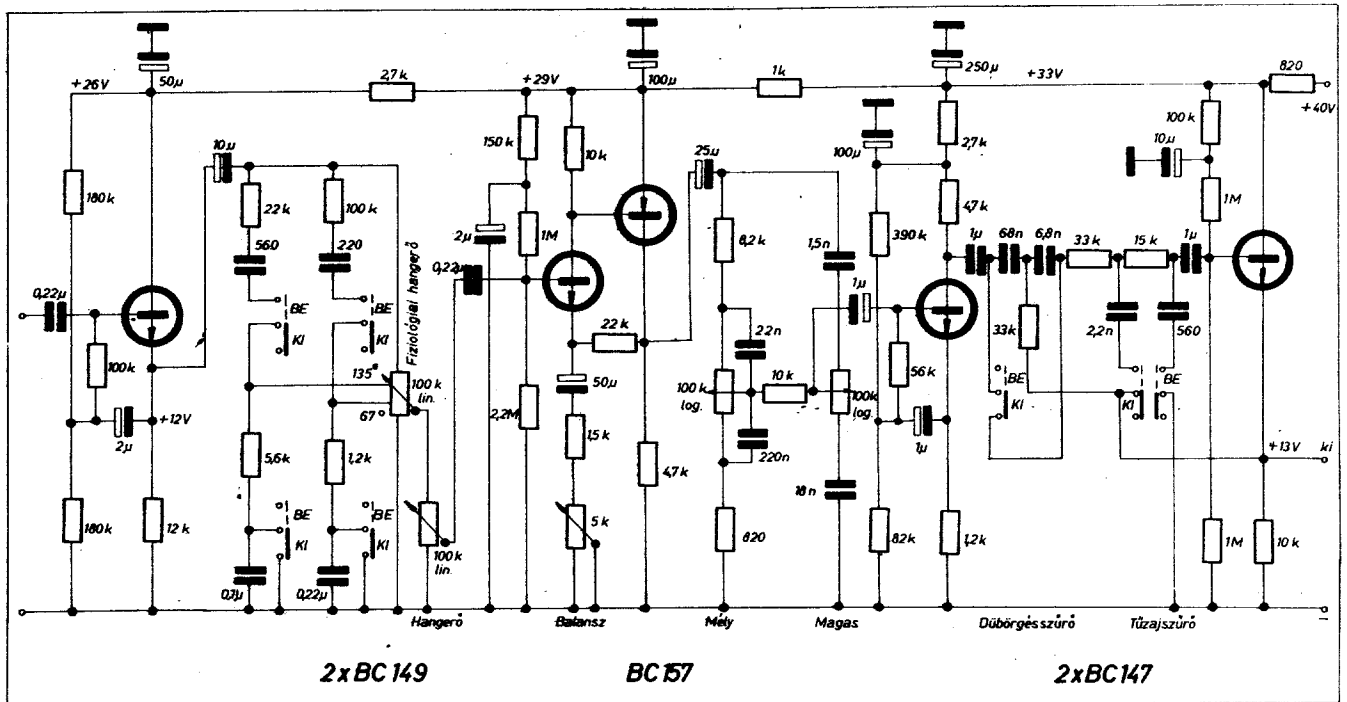 50µ
100µ
250µ
820
+26V
2,7k
+29V
1k
+33V
+40V
10µ
150k
10k
100µ
2,7k
100k
25µ
10µ
180k
22k
100k
8,2k
4,7k
1M
560
220
2µ
1M
1,5n
390k
1µ
68n
6,8n
33k
15k
1µ
0,22µ
0,22µ
1µ
BE
KI
BE
KI
Fiziológiai hangerő
22k
22n
33k
2,2n
560
100k
135°
100k
lin.
67°
50µ
100k
log.
10k
100k
log.
56k
BE
KI
BE
KI
2µ
+12V
2,2M
220n
1µ
5,6k
1,2k
1,5k
4,7k
18n
+13V
ki
180k
12k
BE
KI
BE
KI
100k
lin.
5k
820
82k
1,2k
1M
10k
0,1µ
0,22µ
Hangerő
Balansz
Mély
Magas
Dübörgésszűrő
Tűzajszűrő
2xBC149
BC157
2xBC147